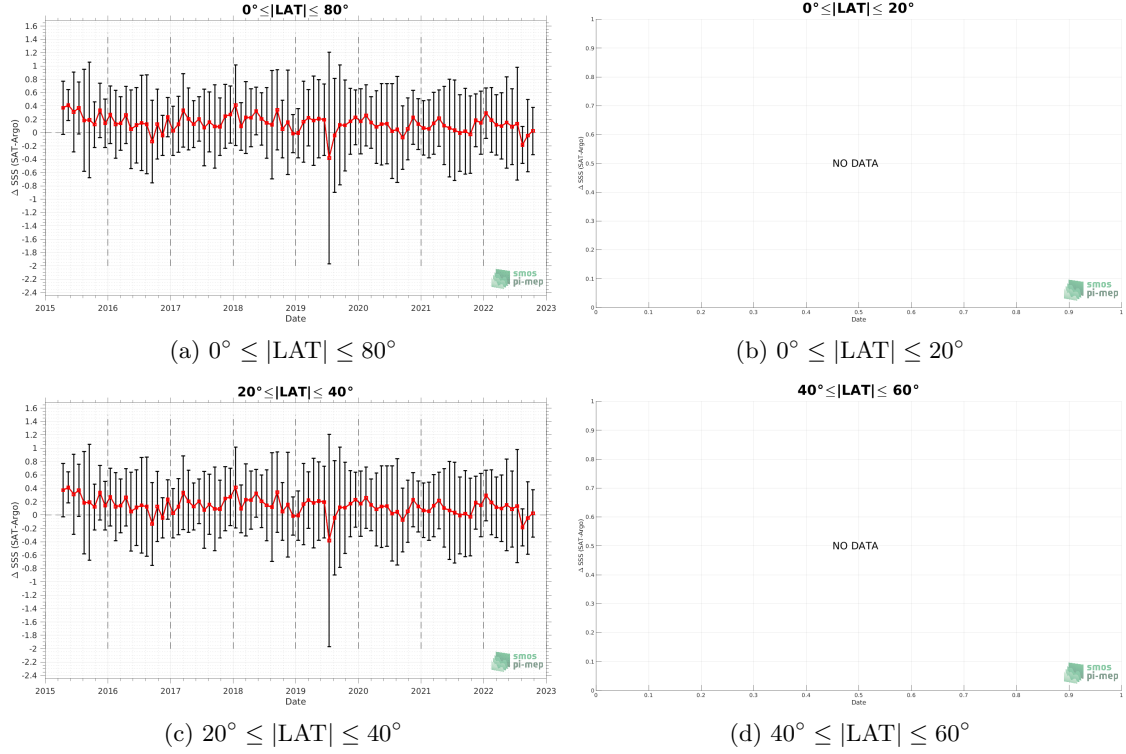 0°≤|LAT|≤ 80°
1.6
1.4
1.2
1
0.8
0.6
0.4
0.2
0
-0.2
-0.4
-0.6
-0.8
-1
-1.2
-1.4
-1.6
-1.8
-2
-2.2
-2.4
Δ SSS (SAT-Argo)
2015 2016 2017 2018 2019 2020 2021 2022 2023
Date
smos
pi-mep
(a) 0° ≤ |LAT| ≤ 80°
0°≤|LAT|≤ 20°
1
0.9
0.8
0.7
0.6
0.5
0.4
0.3
0.2
0.1
0
Δ SSS (SAT-Argo)
NO DATA
0 0.1 0.2 0.3 0.4 0.5 0.6 0.7 0.8 0.9 1
Date
smos
pi-mep
(b) 0° ≤ |LAT| ≤ 20°
20°≤|LAT|≤ 40°
1.6
1.4
1.2
1
0.8
0.6
0.4
0.2
0
-0.2
-0.4
-0.6
-0.8
-1
-1.2
-1.4
-1.6
-1.8
-2
-2.2
-2.4
Δ SSS (SAT-Argo)
2015 2016 2017 2018 2019 2020 2021 2022 2023
Date
smos
pi-mep
(c) 20° ≤ |LAT| ≤ 40°
40°≤|LAT|≤ 60°
1
0.9
0.8
0.7
0.6
0.5
0.4
0.3
0.2
0.1
0
Δ SSS (SAT-Argo)
NO DATA
0 0.1 0.2 0.3 0.4 0.5 0.6 0.7 0.8 0.9 1
Date
smos
pi-mep
(d) 40° ≤ |LAT| ≤ 60°